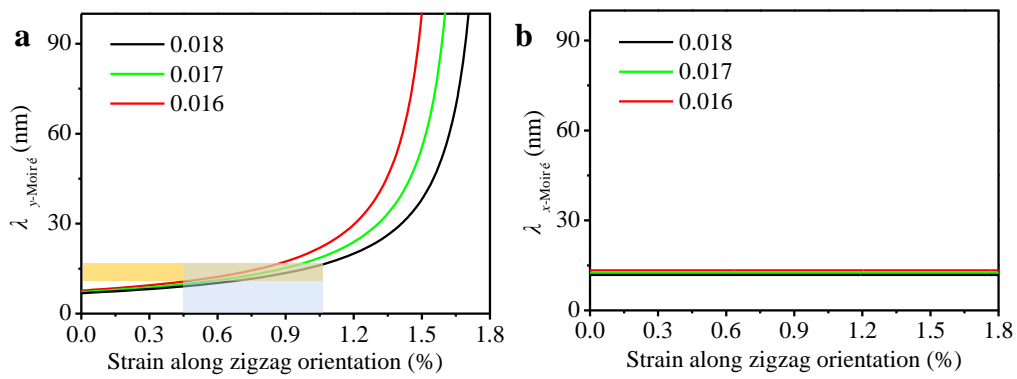 a
λ y-Moiré (nm)
90
60
30
0
0.018
0.017
0.016
0.0 0.3 0.6 0.9 1.2 1.5 1.8
Strain along zigzag orientation (%)
b
λ x-Moiré (nm)
90
60
30
0
0.018
0.017
0.016
0.0 0.3 0.6 0.9 1.2 1.5 1.8
Strain along zigzag orientation (%)